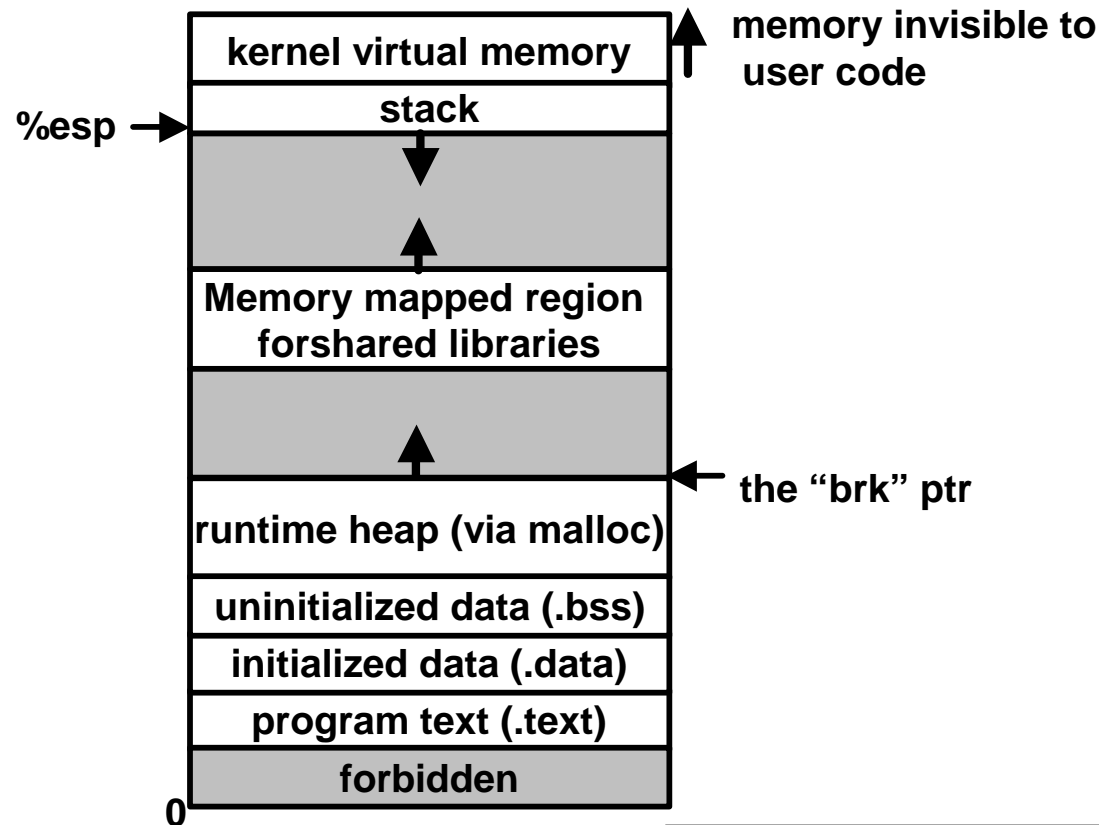 kernel virtual memory
memory invisible to
user code
stack
%esp
Memory mapped region
forshared libraries
the “brk” ptr
runtime heap (via malloc)
uninitialized data (.bss)
initialized data (.data)
program text (.text)
forbidden
0